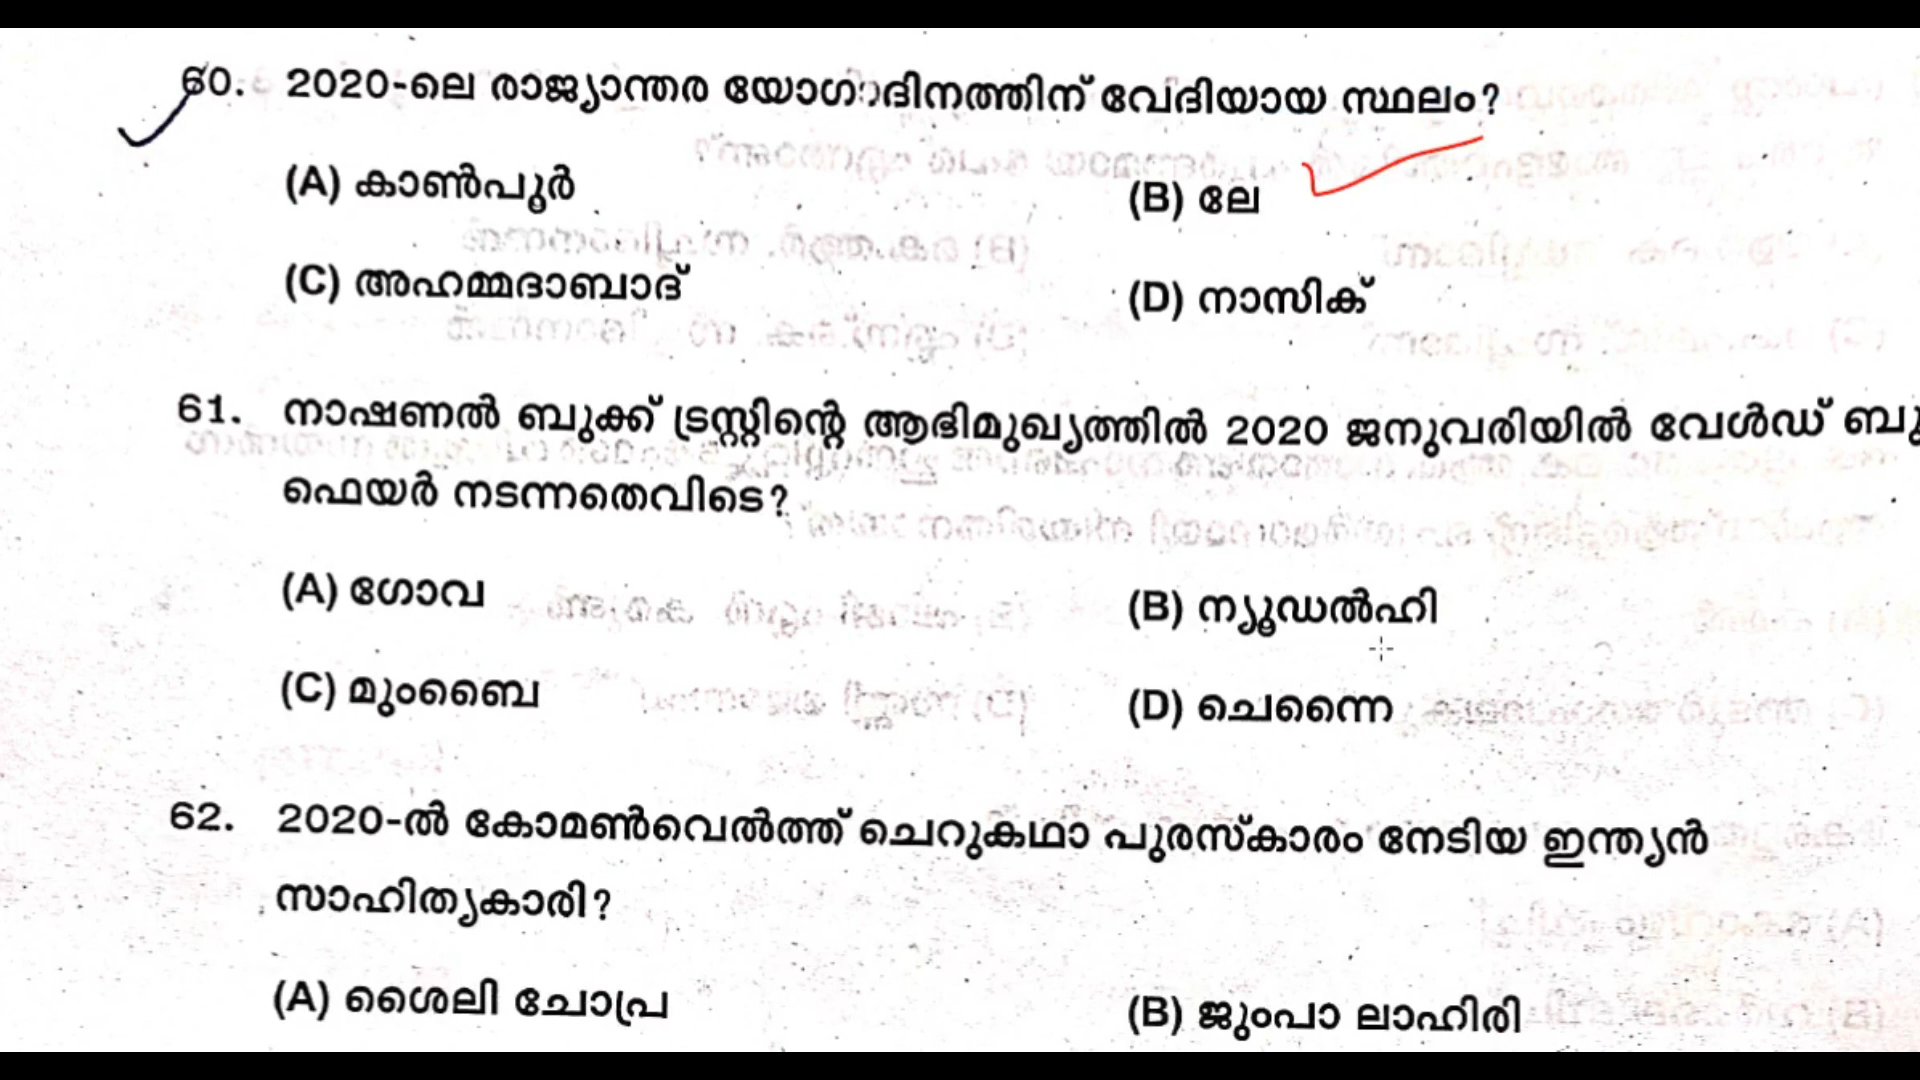 60. 2020-ലെ രാജ്യാന്തര യോഗാദിനത്തിന് വേദിയായ സ്ഥലം?
(A) കാൺപൂർ (B) ലേ
(C) അഹമ്മദാബാദ് (D) നാസിക്
61. നാഷണൽ ബുക്ക് ട്രസ്റ്റിന്റെ ആഭിമുഖ്യത്തിൽ 2020 ജനുവരിയിൽ വേൾഡ് ബു
ഫെയർ നടന്നതെവിടെ?
(A) ഗോവ (B) ന്യൂഡൽഹി
(C) മുംബൈ (D) ചെന്നൈ
62. 2020-ൽ കോമൺവെൽത്ത് ചെറുകഥാ പുരസ്കാരം നേടിയ ഇന്ത്യൻ
സാഹിത്യകാരി?
(A) ശൈലി ചോപ്ര (B) ജുംപാ ലാഹിരി